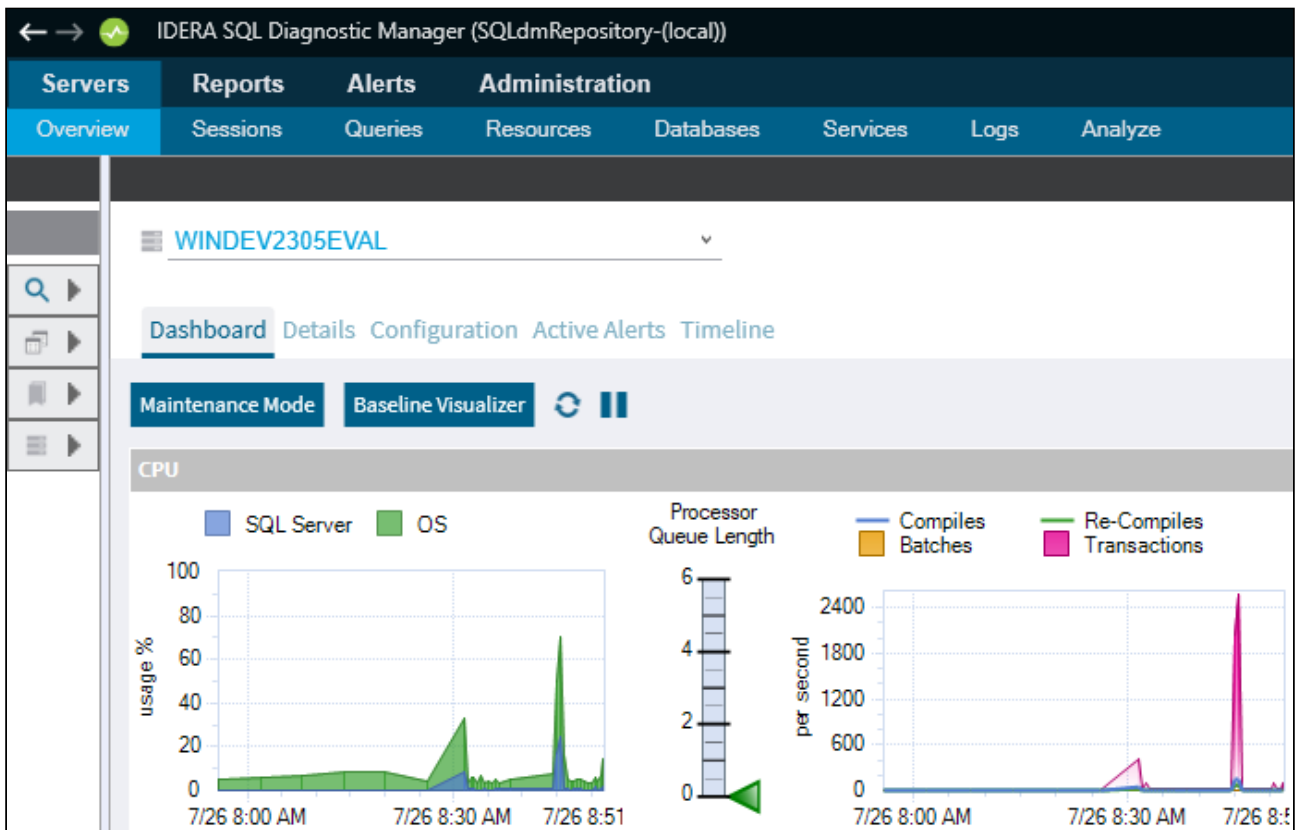 IDERA SQL Diagnostic Manager (SQLdmRepository-(local))
Servers Reports Alerts Administration
Overview Sessions Queries Resources Databases Services Logs Analyze
WINDEV2305EVAL
Dashboard Details Configuration Active Alerts Timeline
Maintenance Mode Baseline Visualizer
CPU
SQL Server OS
usage %
100
80
60
40
20
0
7/26 8:00 AM 7/26 8:30 AM 7/26 8:51
Processor
Queue Length
6
4
2
0
Compiles Re-Compiles
Batches Transactions
per second
2400
1800
1200
600
0
7/26 8:00 AM 7/26 8:30 AM 7/26 8:5